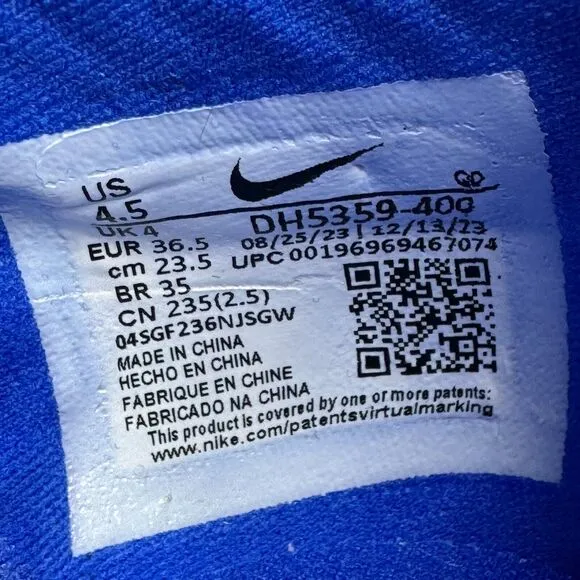 US
4.5
UK 4
EUR 36.5
cm 23.5
BR 35
CN 235(2.5)
04SGF236NJSGW
QD
DH5359-400
08/25/23 | 12/13/23
UPC 00196969467074
MADE IN CHINA
HECHO EN CHINA
FABRIQUE EN CHINE
FABRICADO NA CHINA
This product is covered by one or more patents:
www.nike.com/patentsvirtualmarking